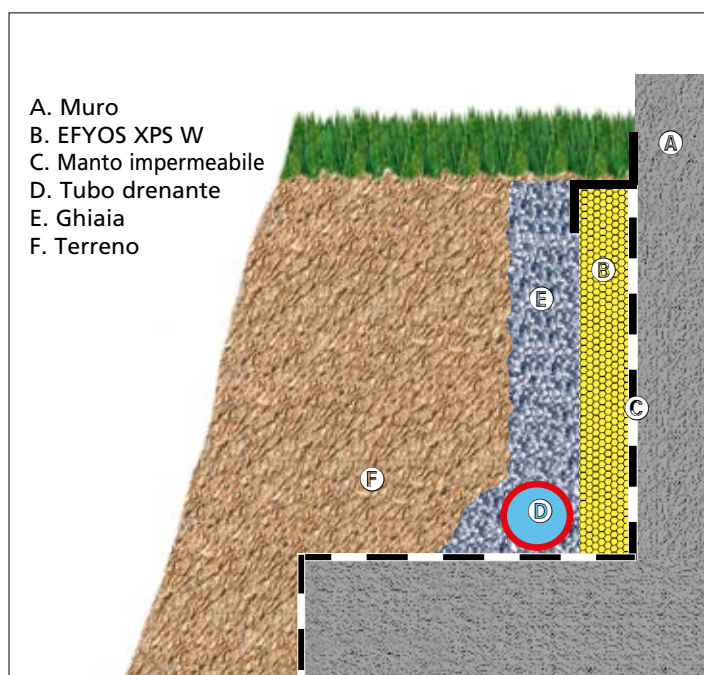 A. Muro
B. EFYOS XPS W
C. Manto impermeabile
D. Tubo drenante
E. Ghiaia
F. Terreno
A
B
E
C
F
D